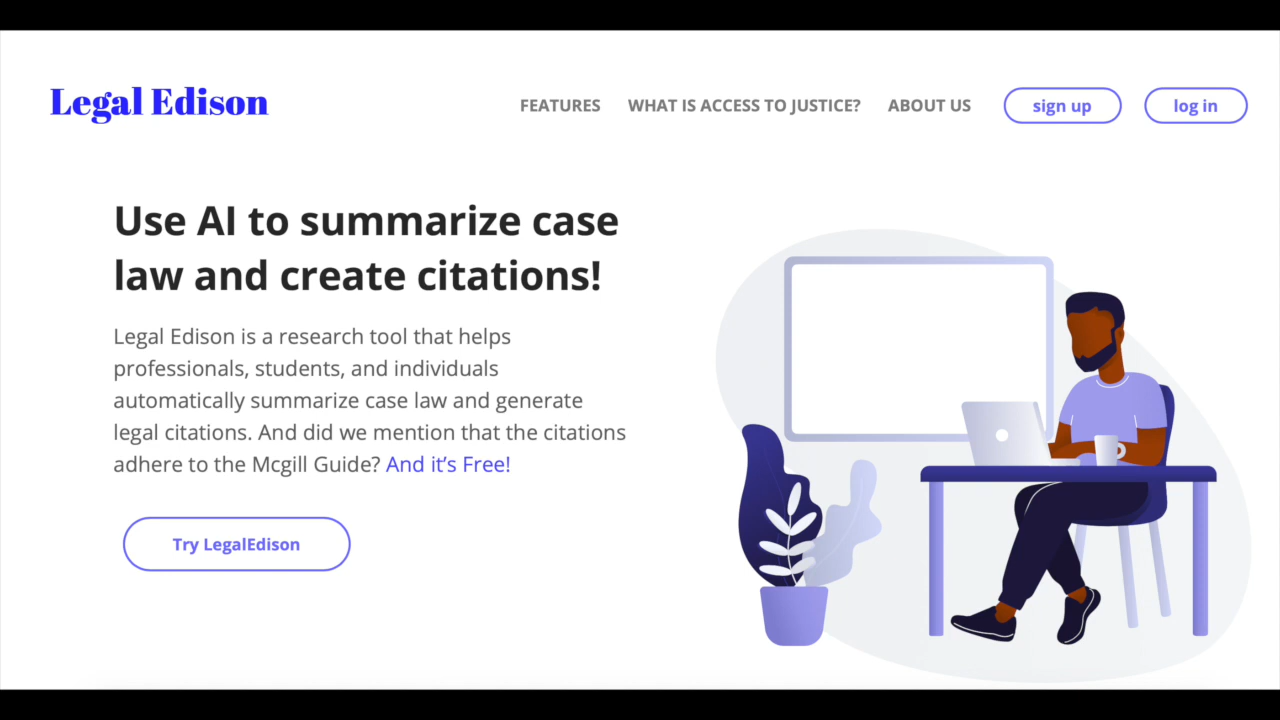 Legal Edison
FEATURES WHAT IS ACCESS TO JUSTICE? ABOUT US sign up log in
Use AI to summarize case
law and create citations!
Legal Edison is a research tool that helps
professionals, students, and individuals
automatically summarize case law and generate
legal citations. And did we mention that the citations
adhere to the Mcgill Guide? And it’s Free!
Try LegalEdison